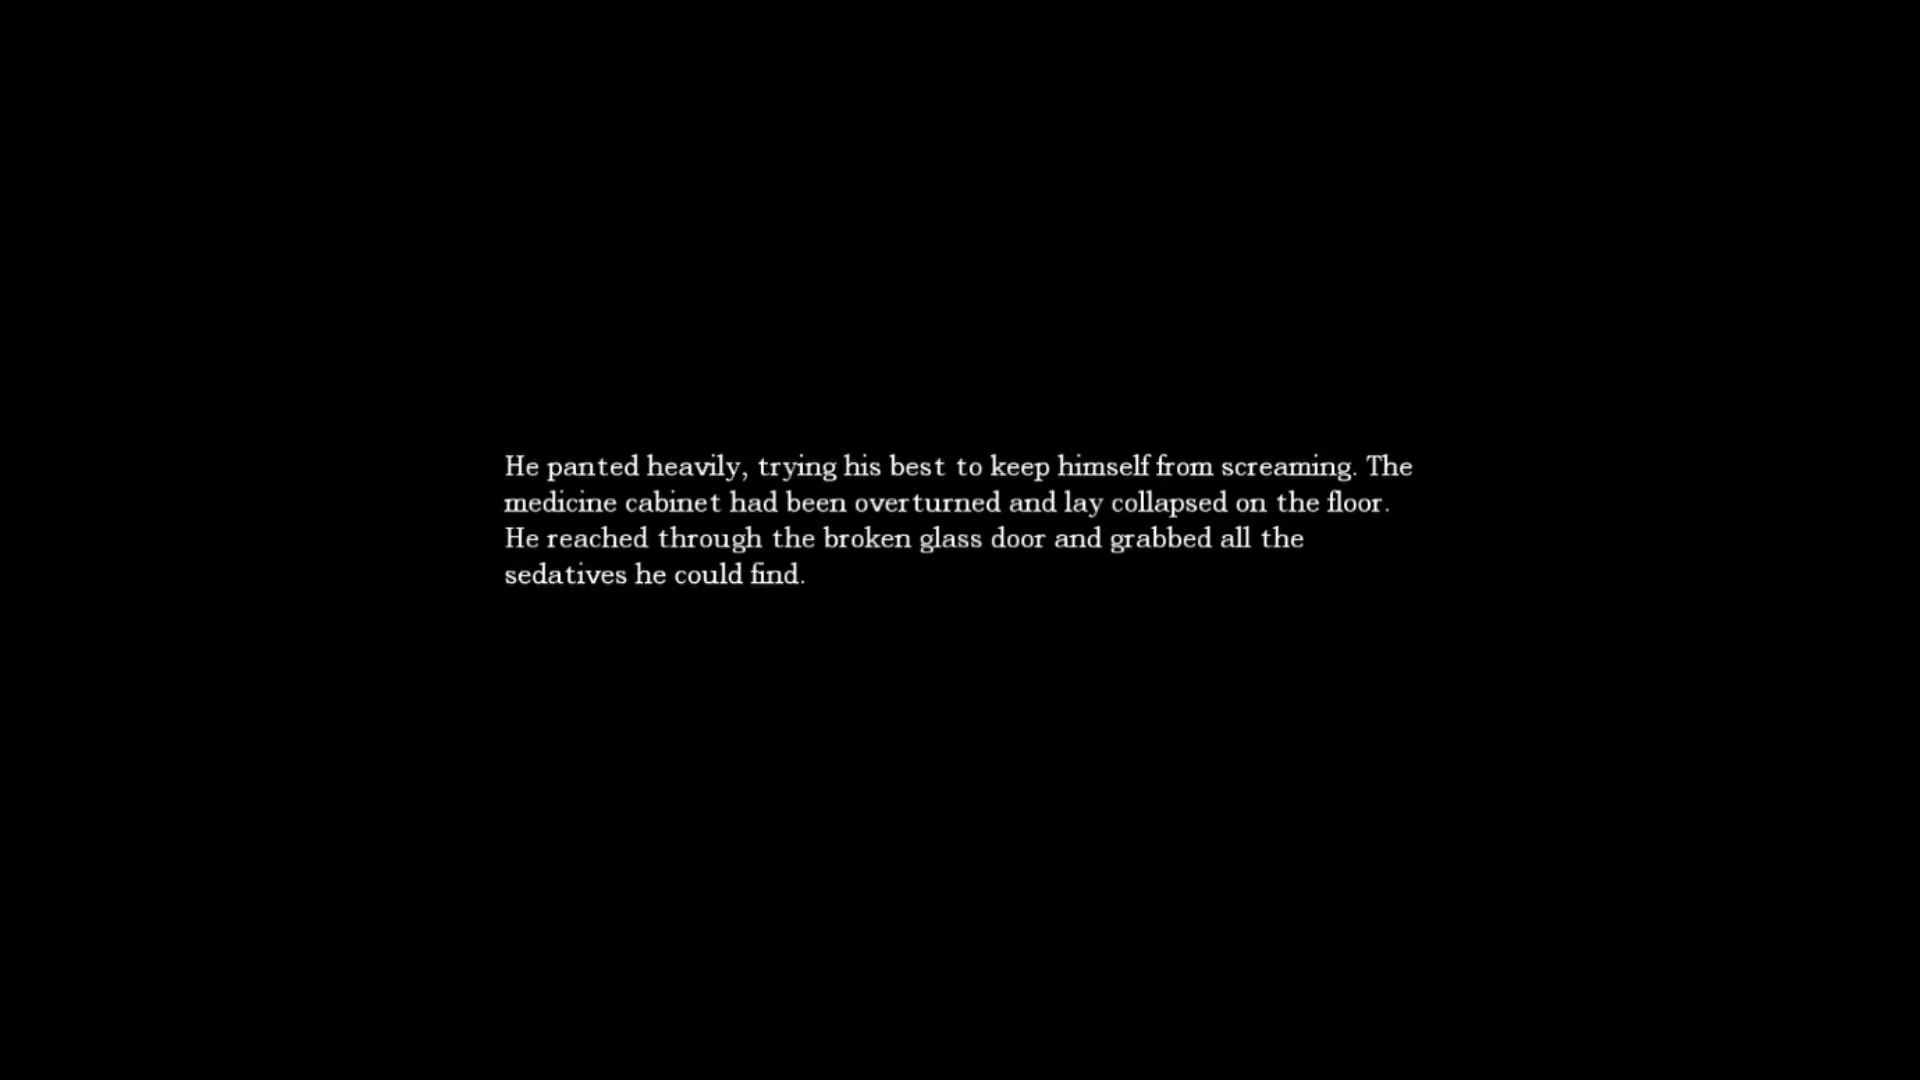 He panted heavily, trying his best to keep himself from screaming. The
medicine cabinet had been overturned and lay collapsed on the floor.
He reached through the broken glass door and grabbed all the
sedatives he could find.